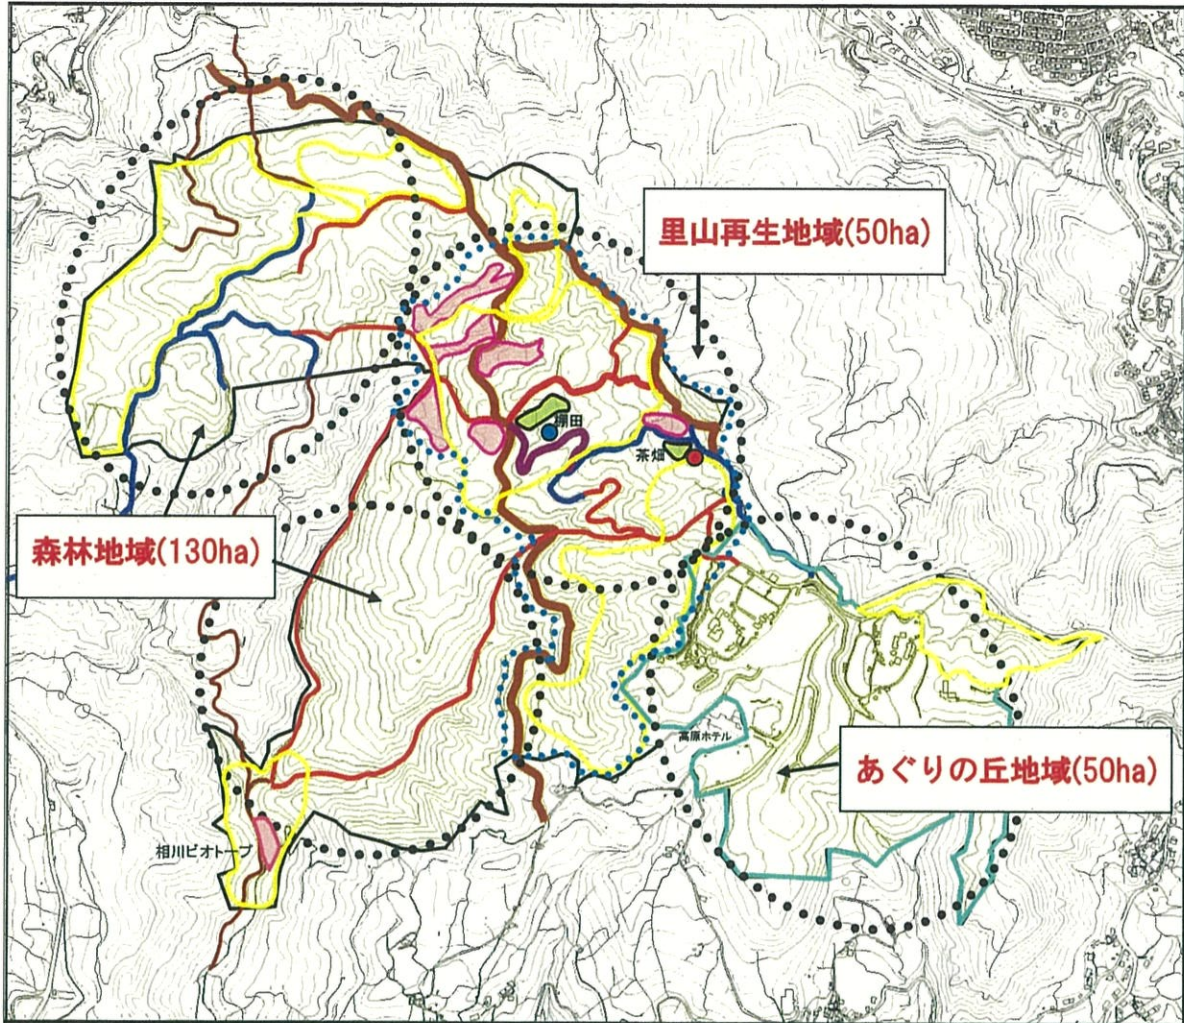 里山再生地域(50ha)
棚田
茶畑
森林地域(130ha)
高原ホテル
あぐりの丘地域(50ha)
相川ビオトープ